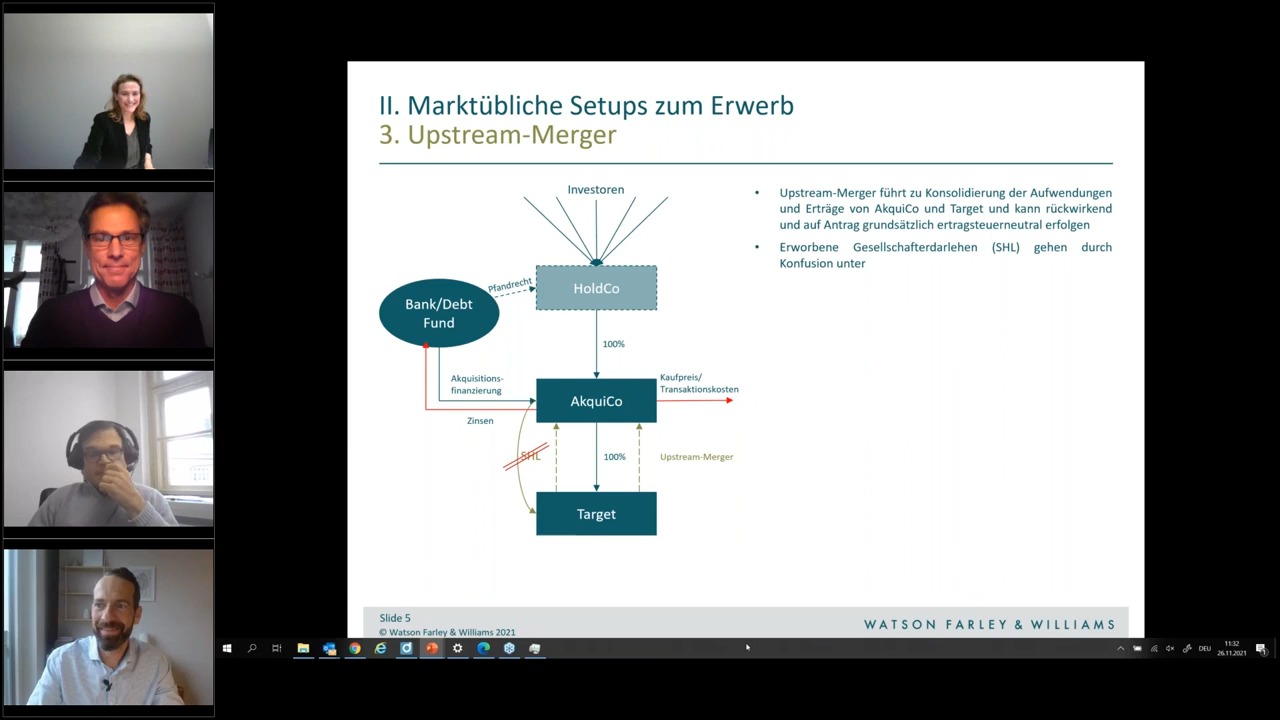 II. Marktübliche Setups zum Erwerb
3. Upstream-Merger
Investoren
Pfandrecht
HoldCo
Bank/Debt
Fund
100%
Akquisitions-
finanzierung
Kaufpreis/
Transaktionskosten
AkquiCo
Zinsen
SHL
100%
Upstream-Merger
Target
• Upstream-Merger führt zu Konsolidierung der Aufwendungen
und Erträge von AkquiCo und Target und kann rückwirkend
und auf Antrag grundsätzlich ertragsteuerneutral erfolgen
• Erworbene Gesellschafterdarlehen (SHL) gehen durch
Konfusion unter
Slide 5
© Watson Farley & Williams 2021
WATSON FARLEY & WILLIAMS
DEU
11:32
26.11.2021